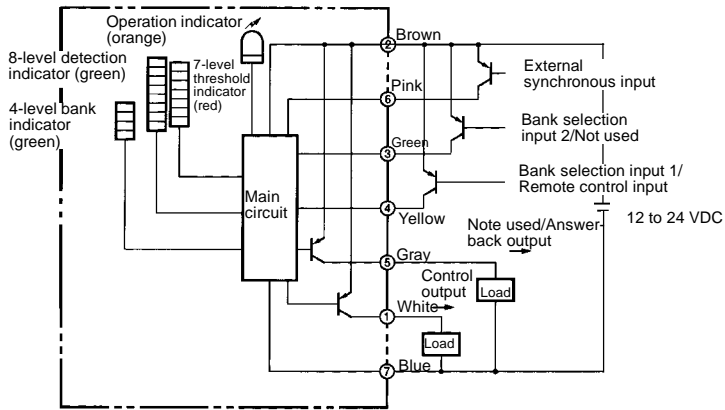 Operation indicator
(orange)
8-level detection
indicator (green)
7-level
threshold
indicator
(red)
4-level bank
indicator
(green)
Main
circuit
2
Brown
External
synchronous input
Pink
6
Bank selection
input 2/Not used
Green
3
Bank selection input 1/
Remote control input
4
Yellow
12 to 24 VDC
Note used/Answer-
back output
Gray
5
Load
Control
output
White
1
Load
Blue
7